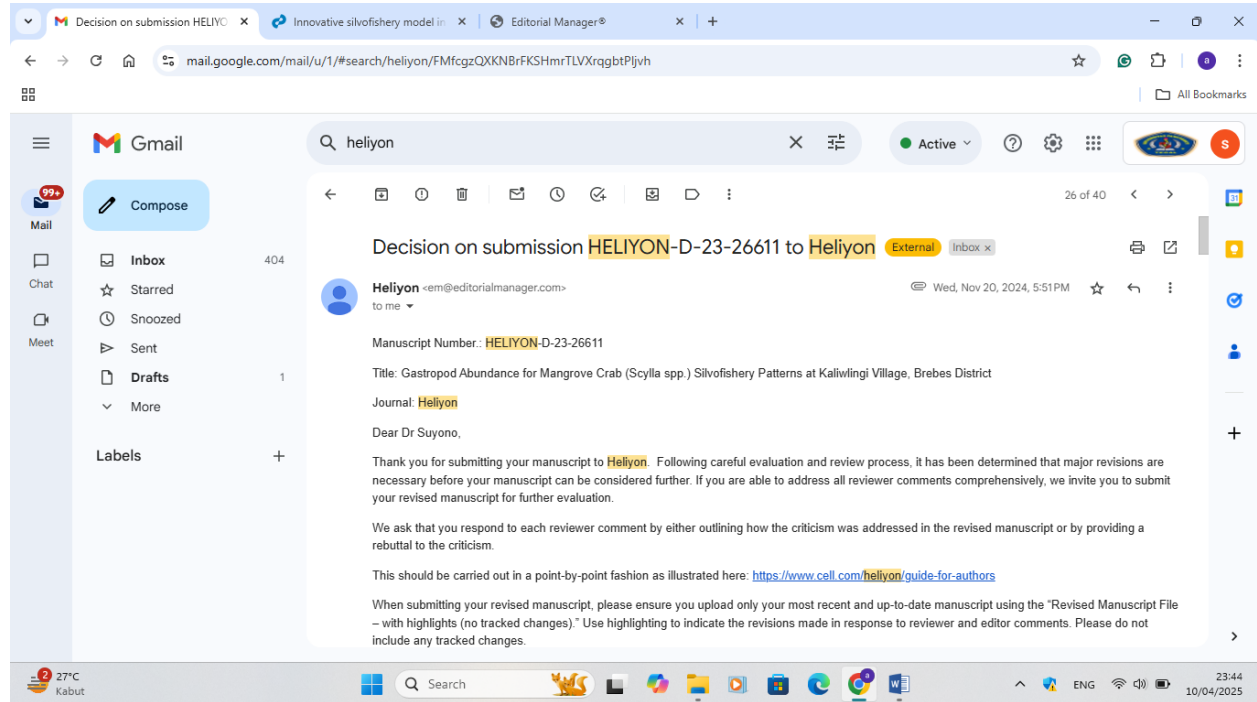 Decision on submission HELIYO
Innovative silvofishery model in
Editorial Manager®
mail.google.com/mail/u/1/#search/heliyon/FMfcgzQXKNBrFKSHmrTLVXrqgbtPljvh
a
All Bookmarks
Gmail
heliyon
Active
S
99+
Mail
Compose
26 of 40
31
Decision on submission HELIYON-D-23-26611 to Heliyon External Inbox x
Chat
Inbox 404
Heliyon <em@editorialmanager.com> Wed, Nov 20, 2024, 5:51 PM
to me
Starred
Meet
Snoozed
Manuscript Number.: HELIYON-D-23-26611
Sent
Title: Gastropod Abundance for Mangrove Crab (Scylla spp.) Silvofishery Patterns at Kaliwlingi Village, Brebes District
Drafts 1
Journal: Heliyon
More
Dear Dr Suyono,
Labels
Thank you for submitting your manuscript to Heliyon. Following careful evaluation and review process, it has been determined that major revisions are
necessary before your manuscript can be considered further. If you are able to address all reviewer comments comprehensively, we invite you to submit
your revised manuscript for further evaluation.
We ask that you respond to each reviewer comment by either outlining how the criticism was addressed in the revised manuscript or by providing a
rebuttal to the criticism.
This should be carried out in a point-by-point fashion as illustrated here: https://www.cell.com/heliyon/guide-for-authors
When submitting your revised manuscript, please ensure you upload only your most recent and up-to-date manuscript using the “Revised Manuscript File
– with highlights (no tracked changes).” Use highlighting to indicate the revisions made in response to reviewer and editor comments. Please do not
include any tracked changes.
2
27°C
Kabut
Search
ENG
23:44
10/04/2025